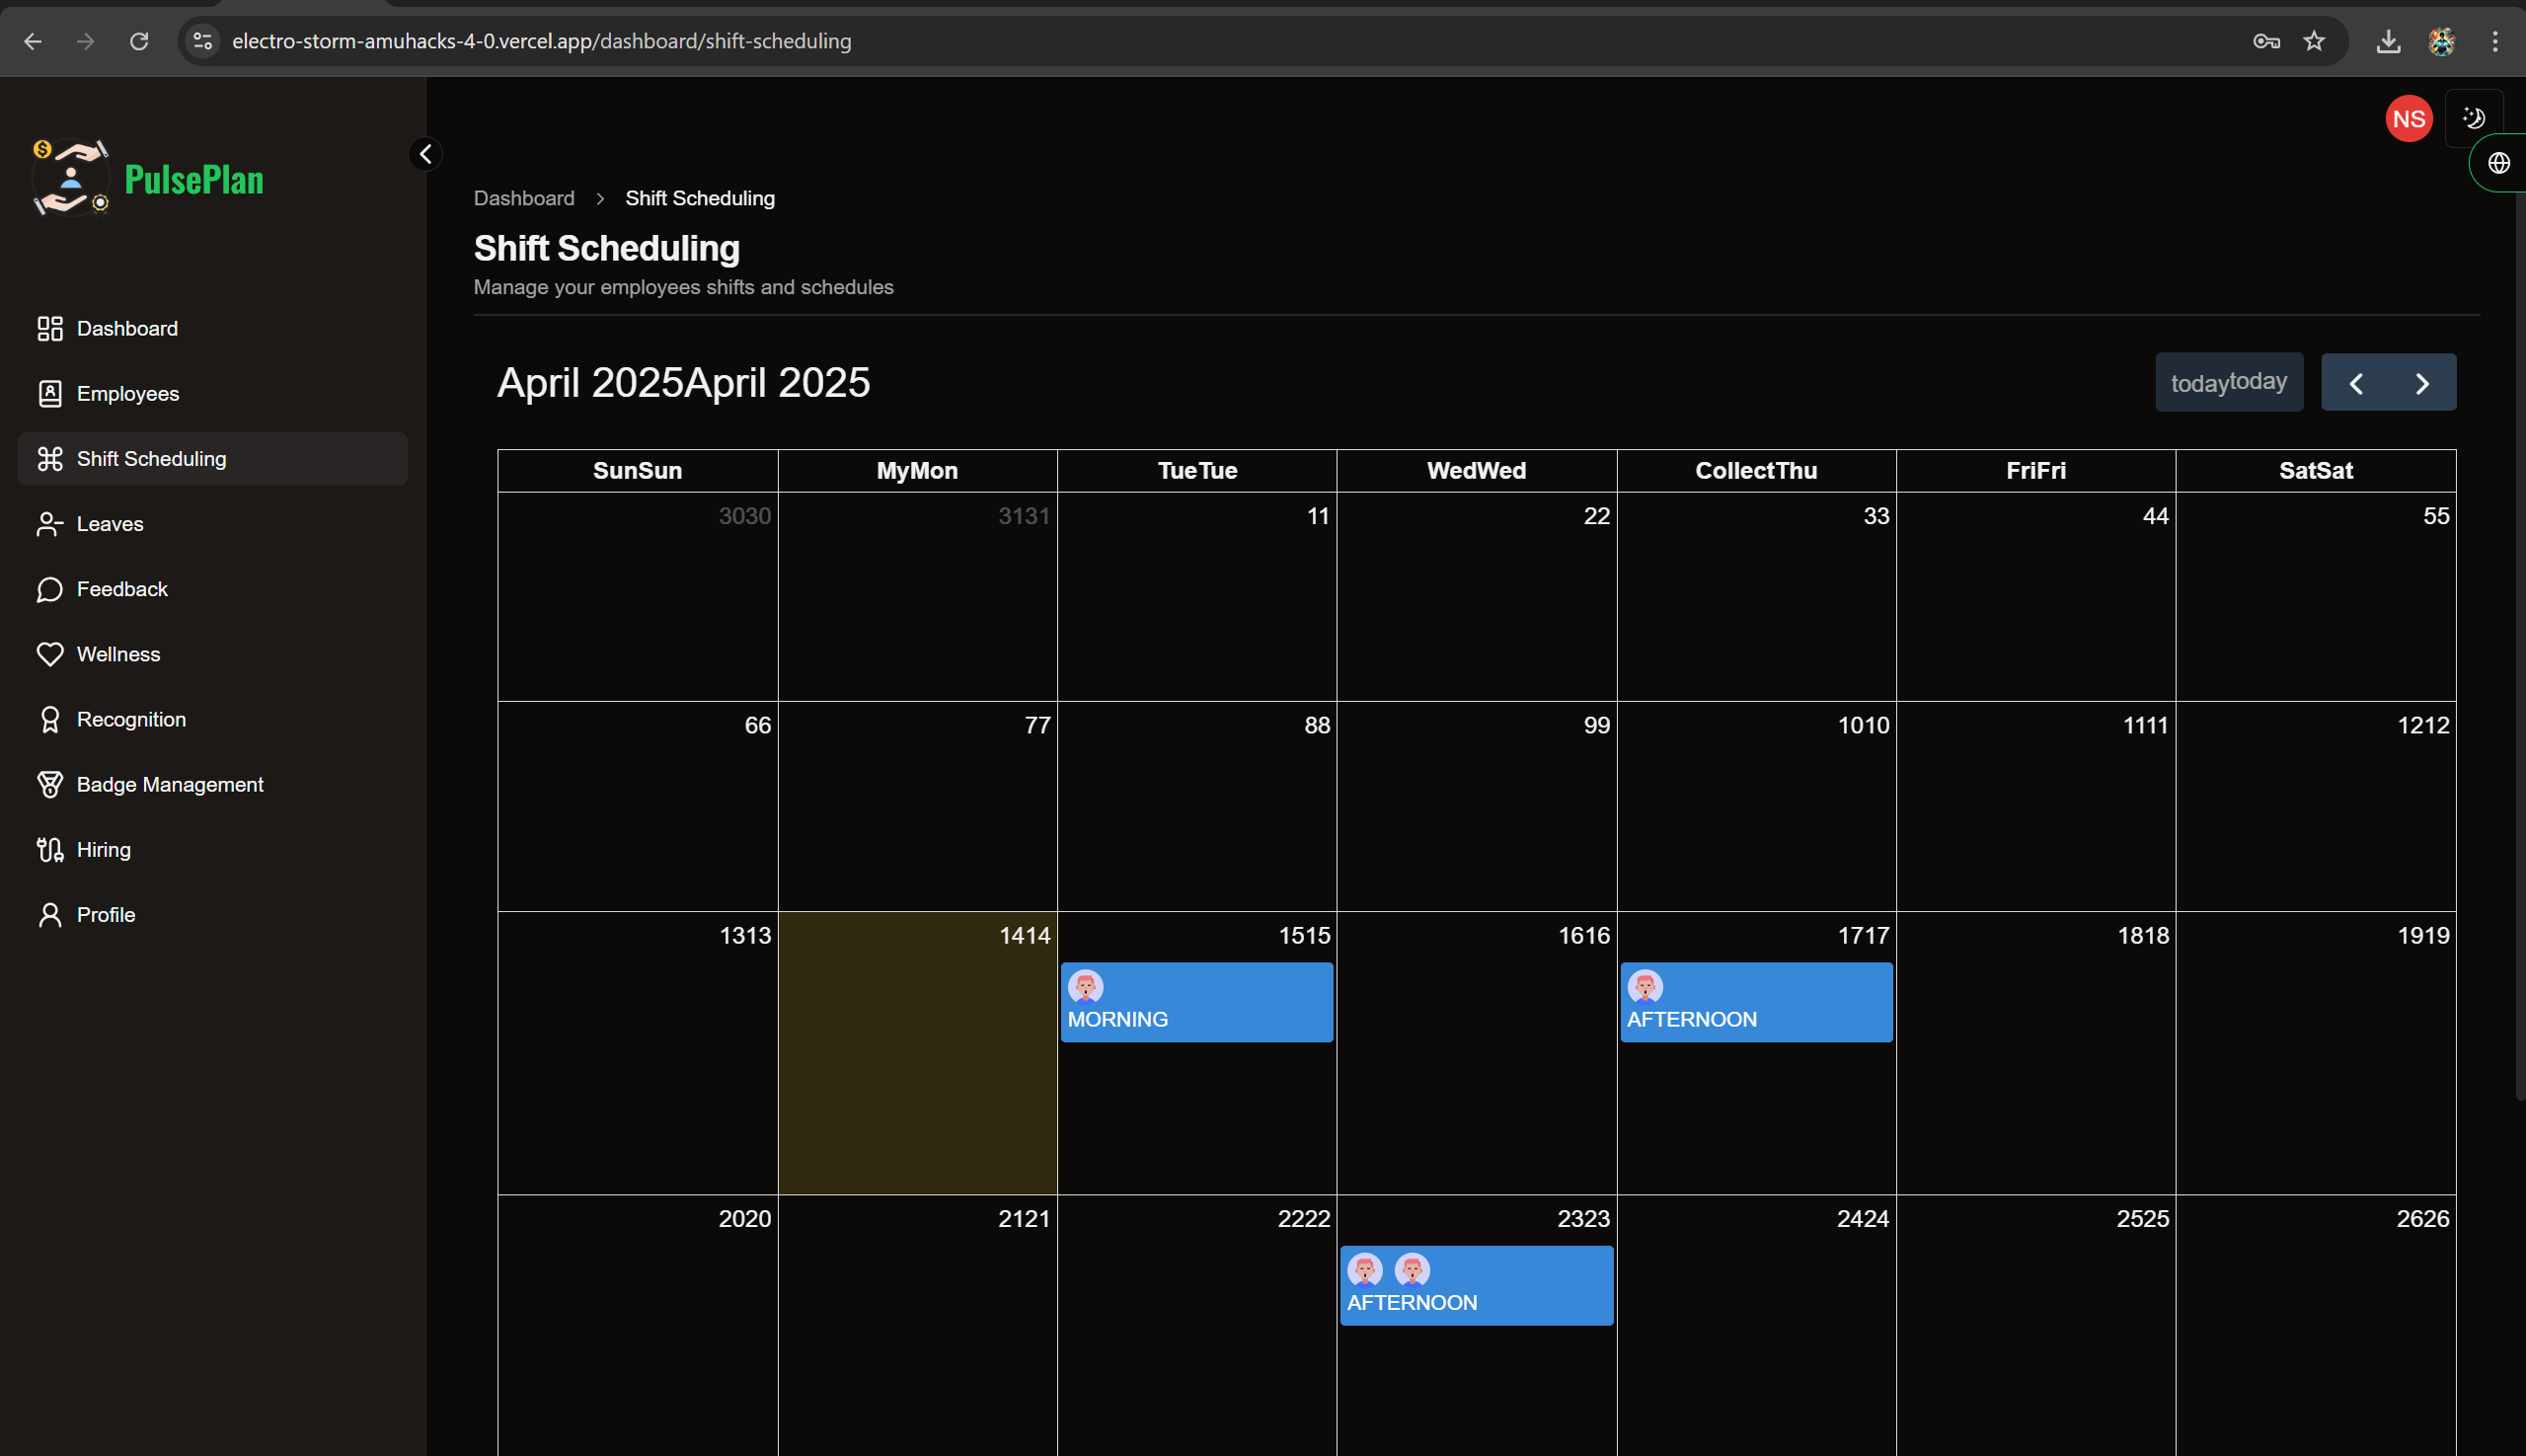 electro-storm-amuhacks-4-0.vercel.app/dashboard/shift-scheduling
NS
PulsePlan
Dashboard
Employees
Shift Scheduling
Leaves
Feedback
Wellness
Recognition
Badge Management
Hiring
Profile
Dashboard > Shift Scheduling
Shift Scheduling
Manage your employees shifts and schedules
April 2025April 2025
todaytoday
SunSun MyMon TueTue WedWed CollectThu FriFri SatSat
3030 3131 11 22 33 44 55
66 77 88 99 1010 1111 1212
1313 1414 1515 1616 1717 1818 1919
MORNING AFTERNOON
2020 2121 2222 2323 2424 2525 2626
AFTERNOON